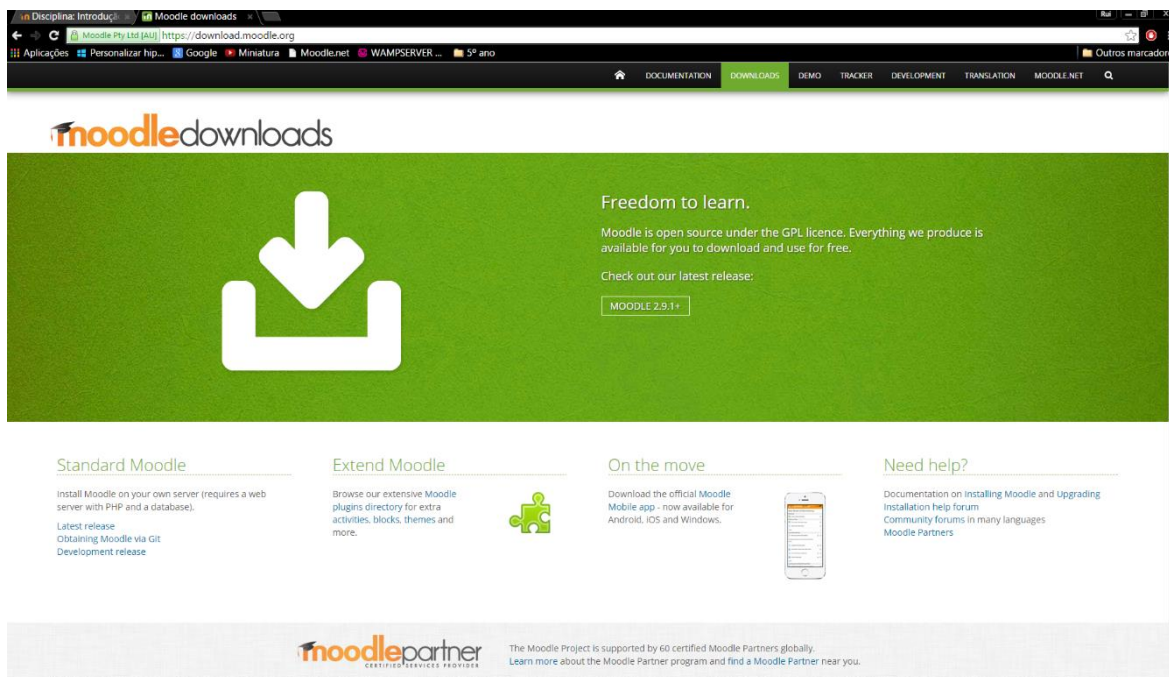 Disciplina: Introduçã
Moodle downloads
Rui
Moodle Pty Ltd [AU] https://download.moodle.org
Aplicações Personalizar hip... Google Miniatura Moodle.net WAMPSERVER ... 5º ano Outros marcadore
DOCUMENTATION DOWNLOADS DEMO TRACKER DEVELOPMENT TRANSLATION MOODLE.NET
moodledownloads
Freedom to learn.
Moodle is open source under the GPL licence. Everything we produce is
available for you to download and use for free.
Check out our latest release:
MOODLE 2.9.1+
Standard Moodle
Install Moodle on your own server (requires a web
server with PHP and a database).
Latest release
Obtaining Moodle via Git
Development release
Extend Moodle
Browse our extensive Moodle
plugins directory for extra
activities, blocks, themes and
more.
On the move
Download the official Moodle
Mobile app - now available for
Android, iOS and Windows.
Need help?
Documentation on Installing Moodle and Upgrading
Installation help forum
Community forums in many languages
Moodle Partners
moodlepartner
CERTIFIED SERVICES PROVIDER
The Moodle Project is supported by 60 certified Moodle Partners globally.
Learn more about the Moodle Partner program and find a Moodle Partner near you.